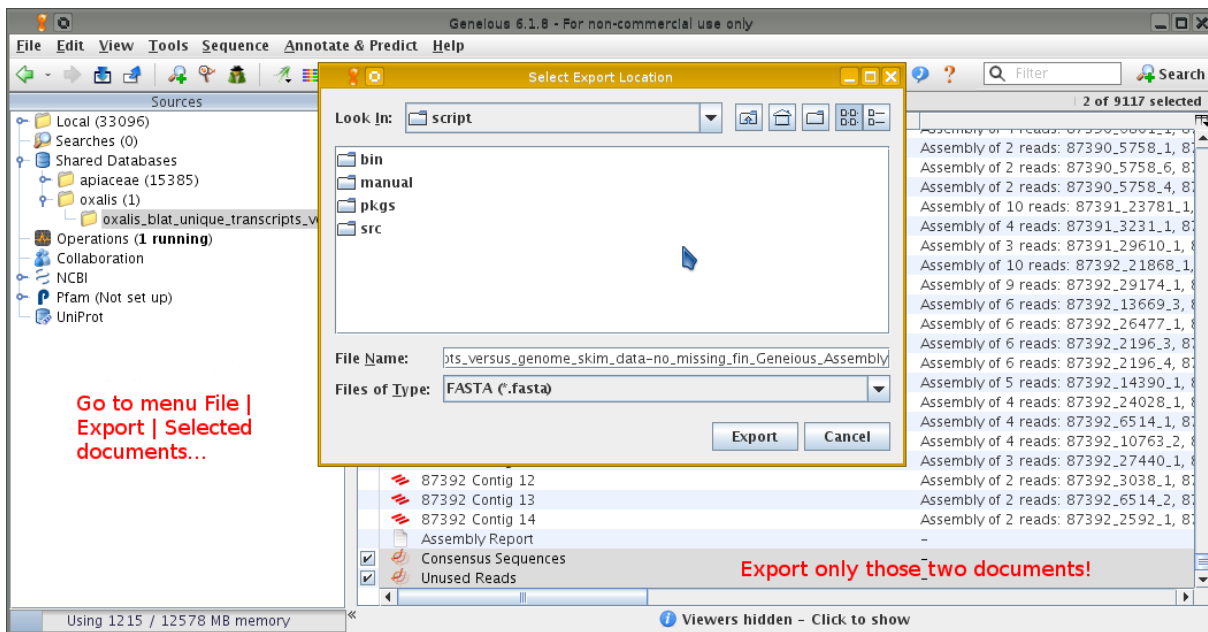 Geneious 6.1.8 - For non-commercial use only
File Edit View Tools Sequence Annotate & Predict Help
Select Export Location
Filter
Search
Sources
2 of 9117 selected
Look In: script
bin
manual
pkgs
src
File Name: pts_versus_genome_skim_data-no_missing_fin_Geneious_Assembly
Files of Type: FASTA (*.fasta)
Export Cancel
Local (33096)
Searches (0)
Shared Databases
apiaceae (15385)
oxalis (1)
oxalis_blat_unique_transcripts_v
Operations (1 running)
Collaboration
NCBI
Pfam (Not set up)
UniProt
Go to menu File |
Export | Selected
documents...
Assembly of 2 reads: 87390_5758_1, 8
Assembly of 2 reads: 87390_5758_6, 8
Assembly of 2 reads: 87390_5758_4, 8
Assembly of 10 reads: 87391_23781_1,
Assembly of 4 reads: 87391_3231_1, 8
Assembly of 3 reads: 87391_29610_1, 8
Assembly of 10 reads: 87392_21868_1,
Assembly of 9 reads: 87392_29174_1, 8
Assembly of 6 reads: 87392_13669_3, 8
Assembly of 6 reads: 87392_26477_1, 8
Assembly of 6 reads: 87392_2196_3, 8
Assembly of 6 reads: 87392_2196_4, 8
Assembly of 5 reads: 87392_14390_1, 8
Assembly of 4 reads: 87392_24028_1, 8
Assembly of 4 reads: 87392_6514_1, 8
Assembly of 4 reads: 87392_10763_2, 8
Assembly of 3 reads: 87392_27440_1, 8
87392 Contig 12 Assembly of 2 reads: 87392_3038_1, 8
87392 Contig 13 Assembly of 2 reads: 87392_6514_2, 8
87392 Contig 14 Assembly of 2 reads: 87392_2592_1, 8
Assembly Report -
Consensus Sequences -
Unused Reads -
Export only those two documents!
Using 1215 / 12578 MB memory
Viewers hidden - Click to show